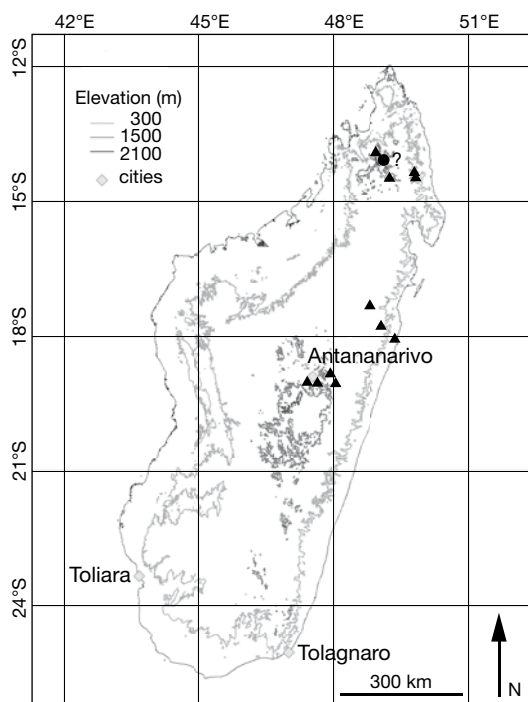 42°E 45°E 48°E 51°E
12°S
Elevation (m)
300
1500
2100
cities
?
15°S
18°S
Antananarivo
21°S
Toliara
24°S
Tolagnaro
300 km
N